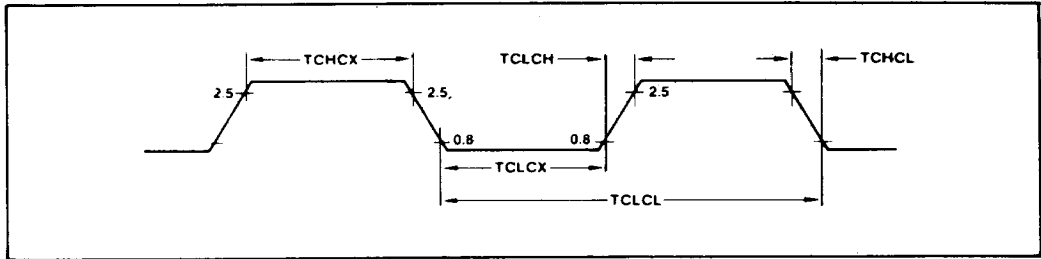 TCHCX TCLCH TCHCL
2.5 2.5, 2.5
0.8 0.8
TCLCX
TCLCL